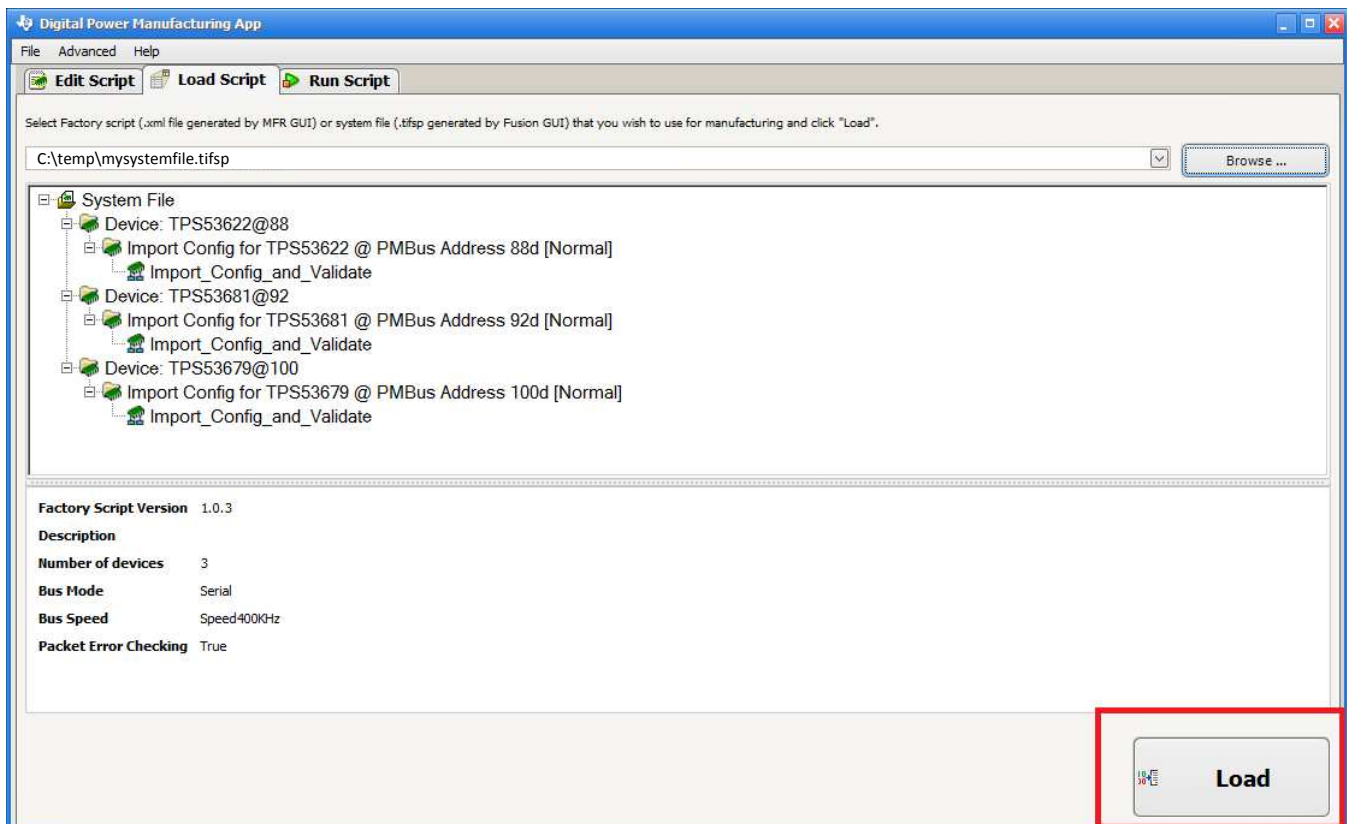 Digital Power Manufacturing App
File Advanced Help
Edit Script Load Script Run Script
Select Factory script (.xml file generated by MFR GUI) or system file (.tifsp generated by Fusion GUI) that you wish to use for manufacturing and click "Load".
C:\temp\mysystemfile.tifsp Browse ...
System File
Device: TPS53622@88
Import Config for TPS53622 @ PMBus Address 88d [Normal]
Import_Config_and_Validate
Device: TPS53681@92
Import Config for TPS53681 @ PMBus Address 92d [Normal]
Import_Config_and_Validate
Device: TPS53679@100
Import Config for TPS53679 @ PMBus Address 100d [Normal]
Import_Config_and_Validate
Factory Script Version 1.0.3
Description
Number of devices 3
Bus Mode Serial
Bus Speed Speed400KHz
Packet Error Checking True
Load